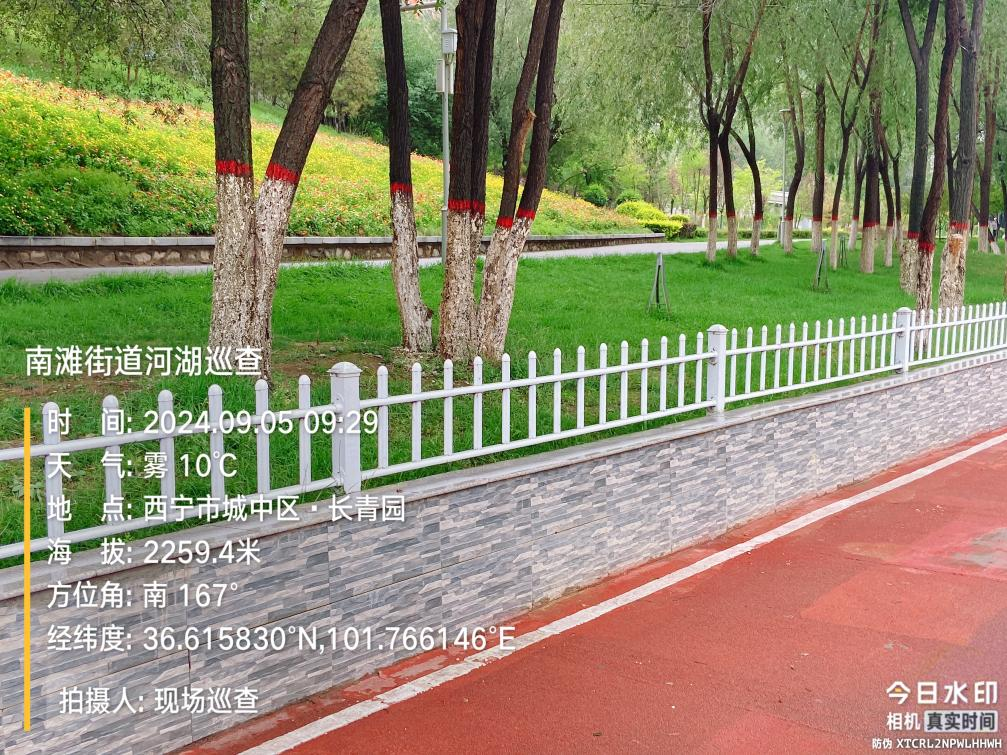 南滩街道河湖巡查
时 间: 2024.09.05 09:29
天 气: 雾 10℃
地 点: 西宁市城中区·长青园
海 拔: 2259.4米
方位角: 南 167°
经纬度: 36.615830°N,101.766146°E
拍摄人: 现场巡查
今日水印
相机 真实时间
防伪 XTCRL2NPWLHHWH